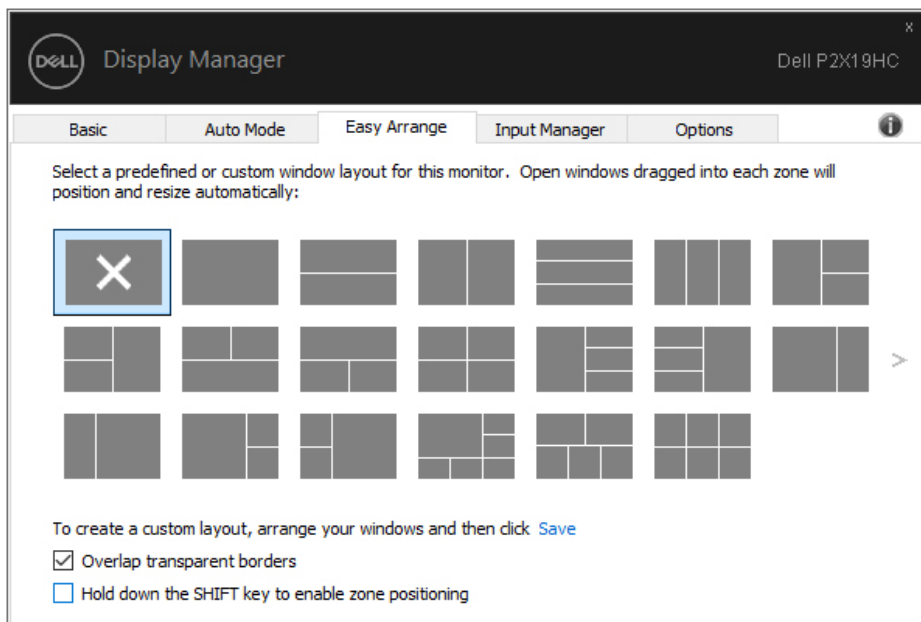 x
DELL Display Manager
Dell P2X19HC
Basic Auto Mode Easy Arrange Input Manager Options i
Select a predefined or custom window layout for this monitor.  Open windows dragged into each zone will
position and resize automatically:
>
To create a custom layout, arrange your windows and then click Save
Overlap transparent borders
Hold down the SHIFT key to enable zone positioning